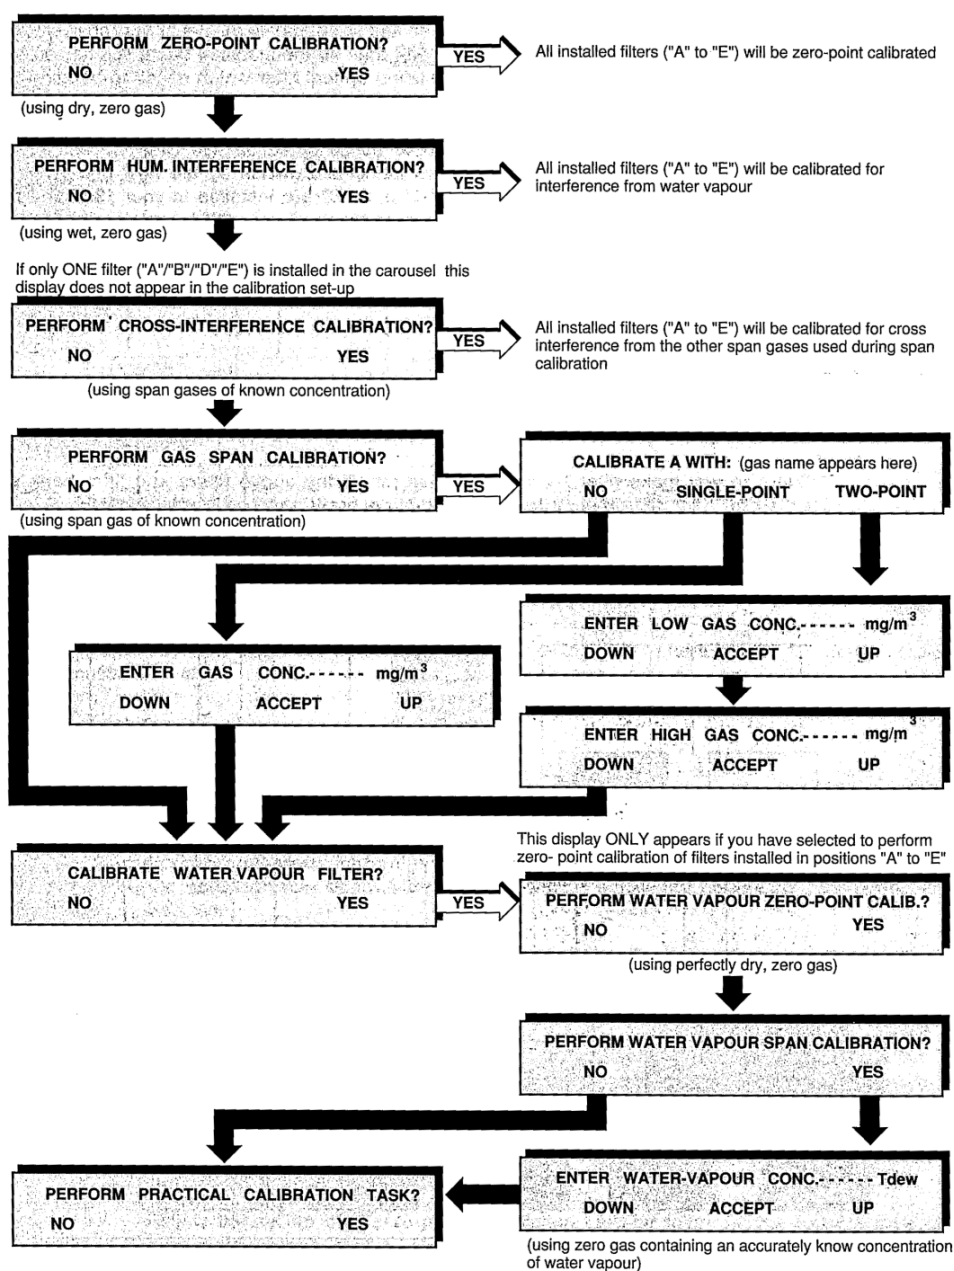 PERFORM ZERO-POINT CALIBRATION?
NO YES
YES
All installed filters ("A" to "E") will be zero-point calibrated
(using dry, zero gas)
PERFORM HUM. INTERFERENCE CALIBRATION?
NO YES
YES
All installed filters ("A" to "E") will be calibrated for
interference from water vapour
(using wet, zero gas)
If only ONE filter ("A"/"B"/"D"/"E") is installed in the carousel this
display does not appear in the calibration set-up
PERFORM CROSS-INTERFERENCE CALIBRATION?
NO YES
YES
All installed filters ("A" to "E") will be calibrated for cross
interference from the other span gases used during span
calibration
(using span gases of known concentration)
PERFORM GAS SPAN CALIBRATION?
NO YES
YES
(using span gas of known concentration)
CALIBRATE A WITH: (gas name appears here)
NO SINGLE-POINT TWO-POINT
ENTER LOW GAS CONC.------ mg/m³
DOWN ACCEPT UP
ENTER GAS CONC.------ mg/m³
DOWN ACCEPT UP
ENTER HIGH GAS CONC.------ mg/m³
DOWN ACCEPT UP
This display ONLY appears if you have selected to perform
zero- point calibration of filters installed in positions "A" to "E"
CALIBRATE WATER VAPOUR FILTER?
NO YES
YES
PERFORM WATER VAPOUR ZERO-POINT CALIB.?
NO YES
(using perfectly dry, zero gas)
PERFORM WATER VAPOUR SPAN CALIBRATION?
NO YES
PERFORM PRACTICAL CALIBRATION TASK?
NO YES
ENTER WATER-VAPOUR CONC.------ Tdew
DOWN ACCEPT UP
(using zero gas containing an accurately know concentration
of water vapour)